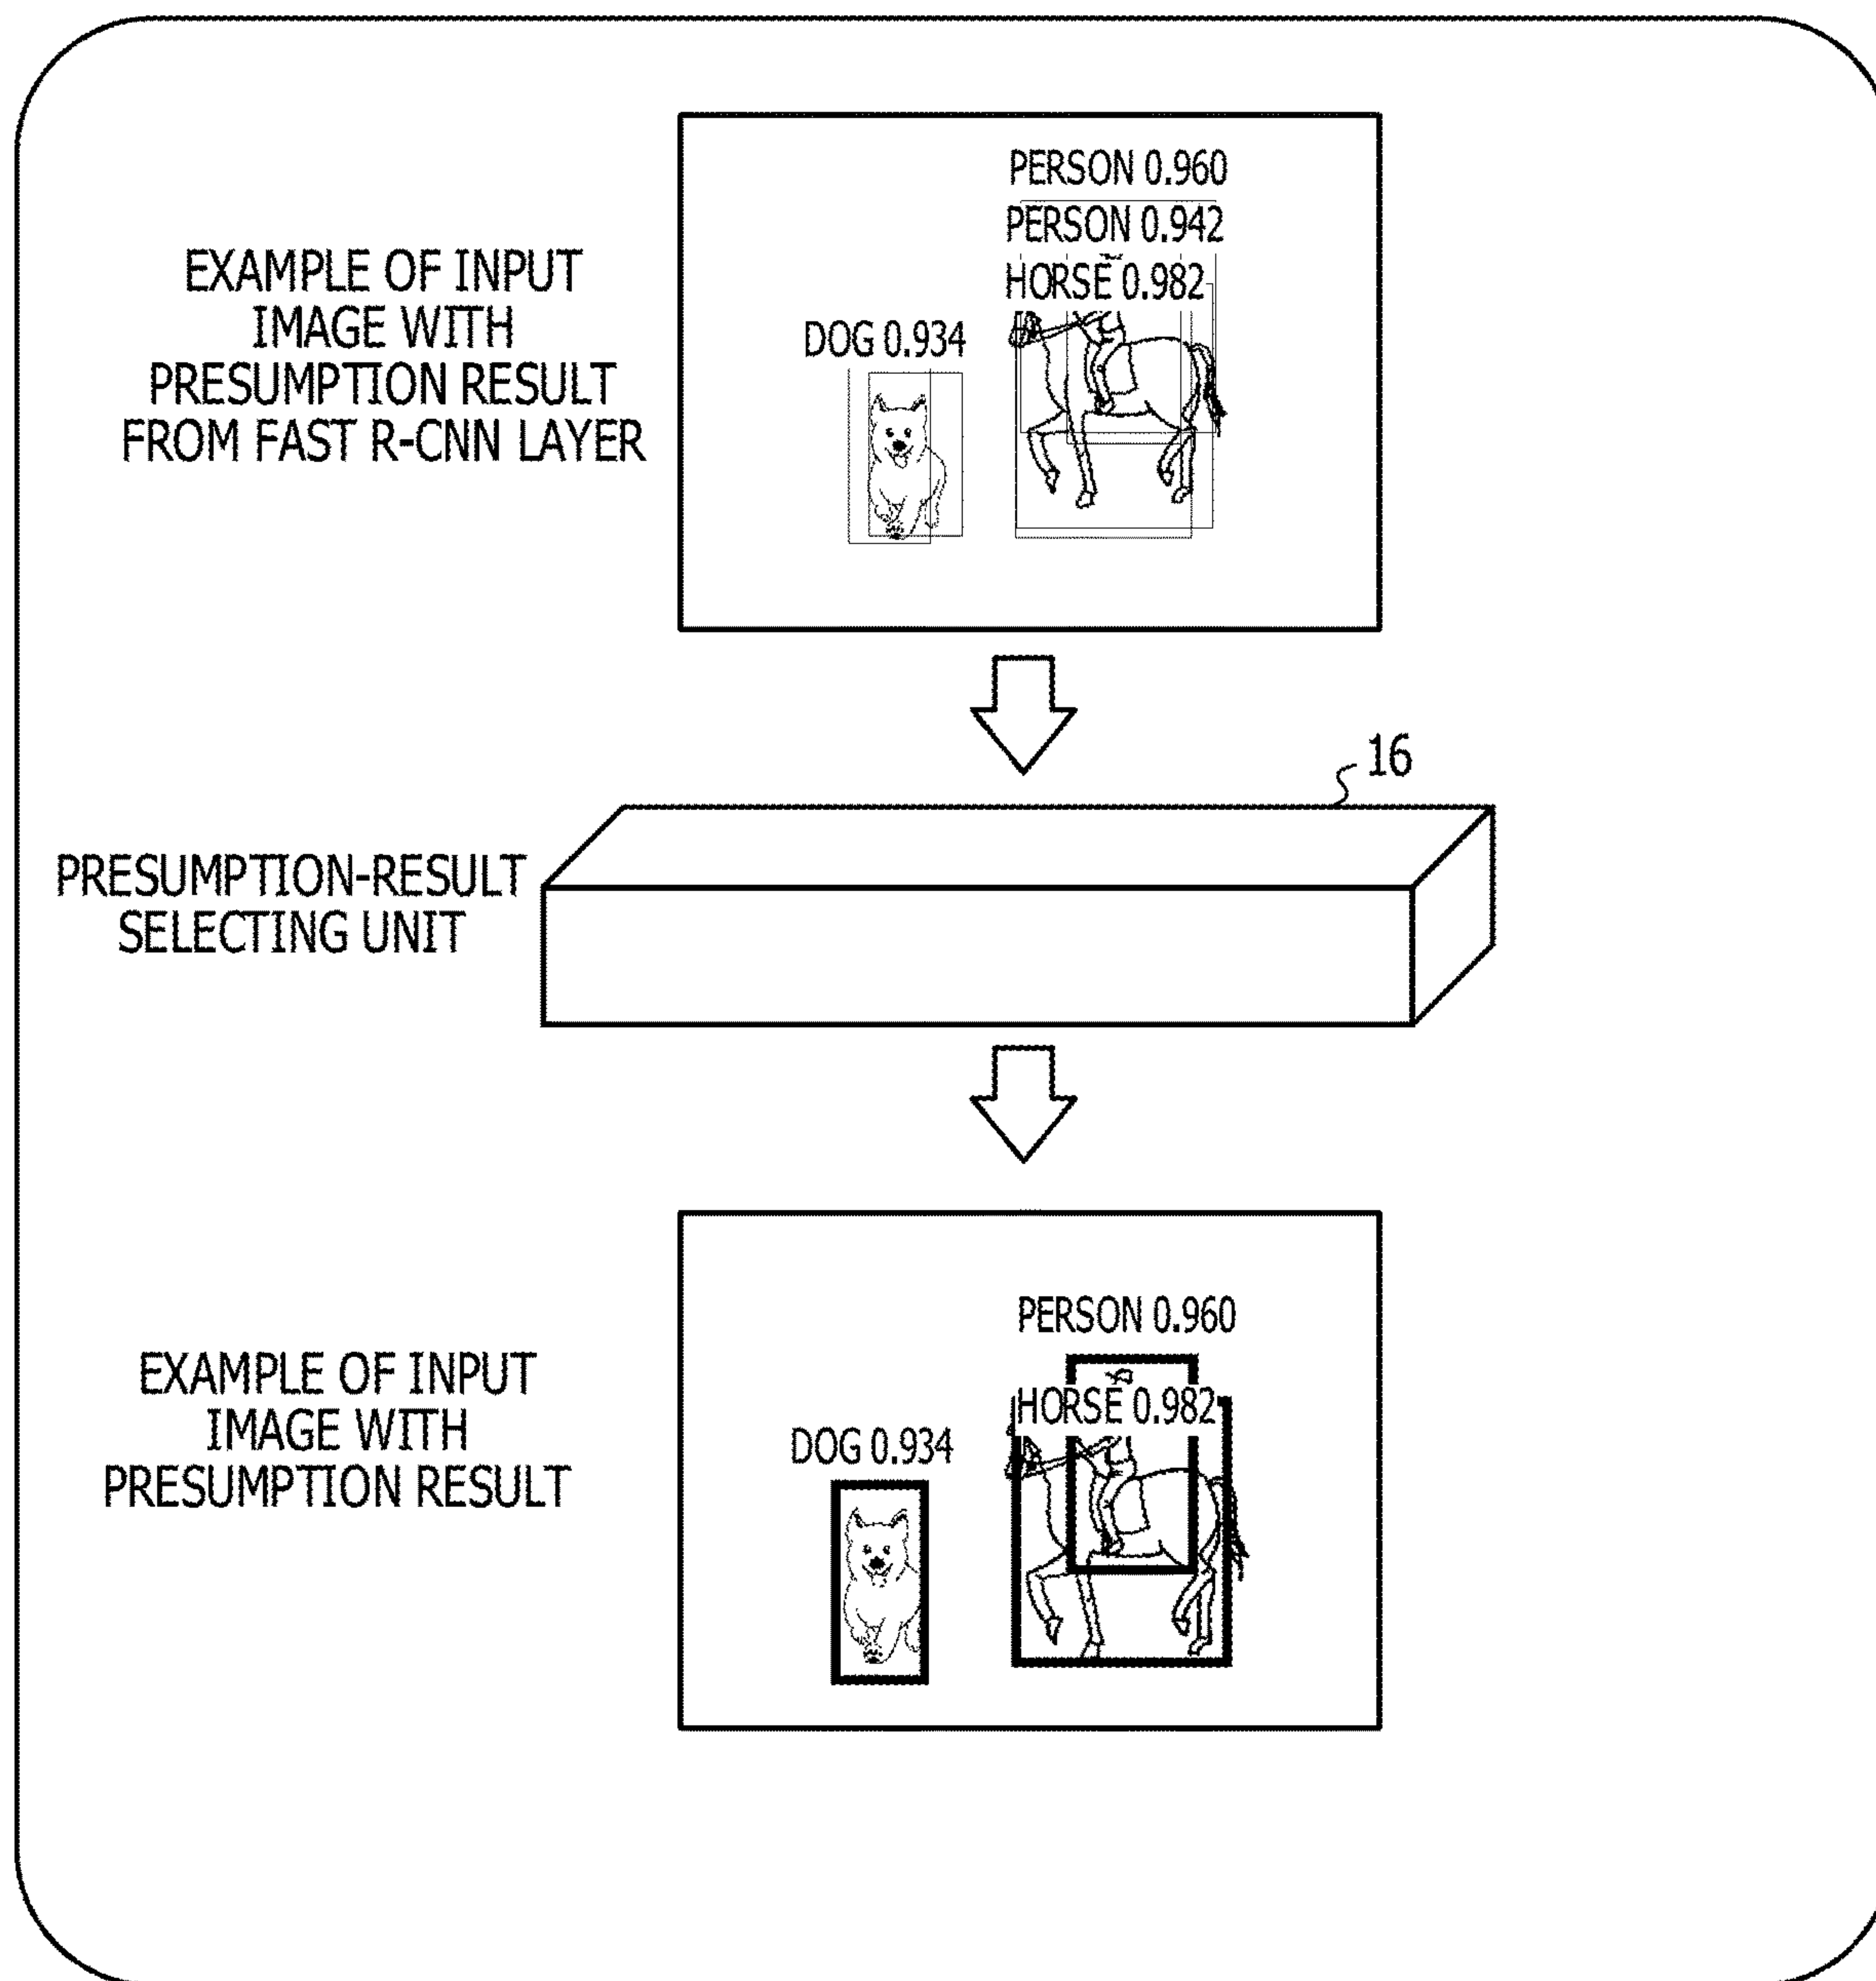 EXAMPLE OF INPUT
IMAGE WITH
PRESUMPTION RESULT
FROM FAST R-CNN LAYER
PERSON 0.960
PERSON 0.942
HORSE 0.982
DOG 0.934
16
PRESUMPTION-RESULT
SELECTING UNIT
EXAMPLE OF INPUT
IMAGE WITH
PRESUMPTION RESULT
PERSON 0.960
HORSE 0.982
DOG 0.934